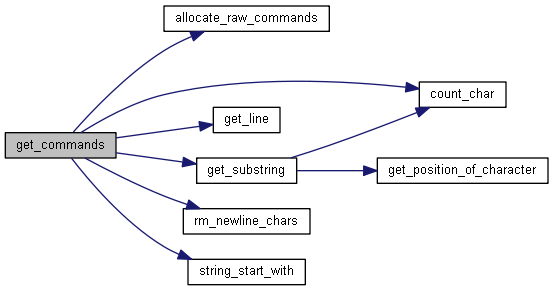 allocate_raw_commands
count_char
get_line
get_commands
get_substring
get_position_of_character
rm_newline_chars
string_start_with